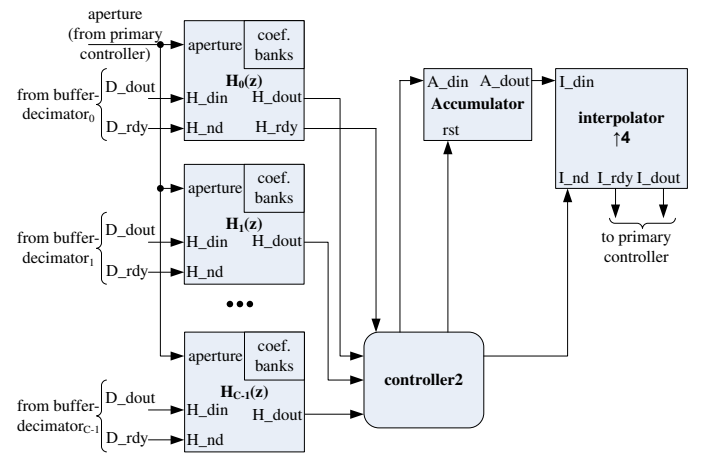 aperture
(from primary
controller)
aperture
coef.
banks
H0(z)
from buffer-
decimator0
D_dout
D_rdy
H_din
H_dout
H_nd
H_rdy
aperture
coef.
banks
H1(z)
from buffer-
decimator1
D_dout
D_rdy
H_din
H_dout
H_nd
•••
aperture
coef.
banks
HC-1(z)
from buffer-
decimatorC-1
D_dout
D_rdy
H_din
H_dout
H_nd
controller2
A_din
A_dout
Accumulator
rst
I_din
interpolator
↑4
I_nd
I_rdy
I_dout
to primary
controller